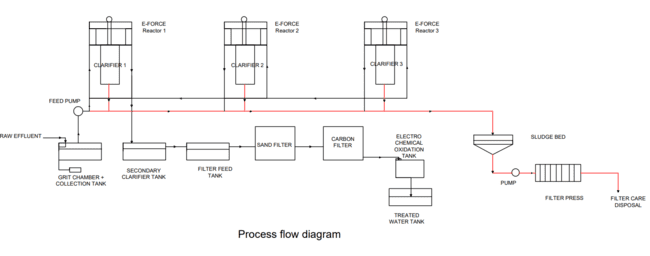 E-FORCE
Reactor 1
E-FORCE
Reactor 2
E-FORCE
Reactor 3
CLARIFIER 1
CLARIFIER 2
CLARIFIER 3
FEED PUMP
RAW EFFLUENT
GRIT CHAMBER +
COLLECTION TANK
SECONDARY
CLARIFIER TANK
FILTER FEED
TANK
SAND FILTER
CARBON
FILTER
ELECTRO
CHEMICAL
OXIDATION
TANK
TREATED
WATER TANK
SLUDGE BED
PUMP
FILTER PRESS
FILTER CARE
DISPOSAL
Process flow diagram